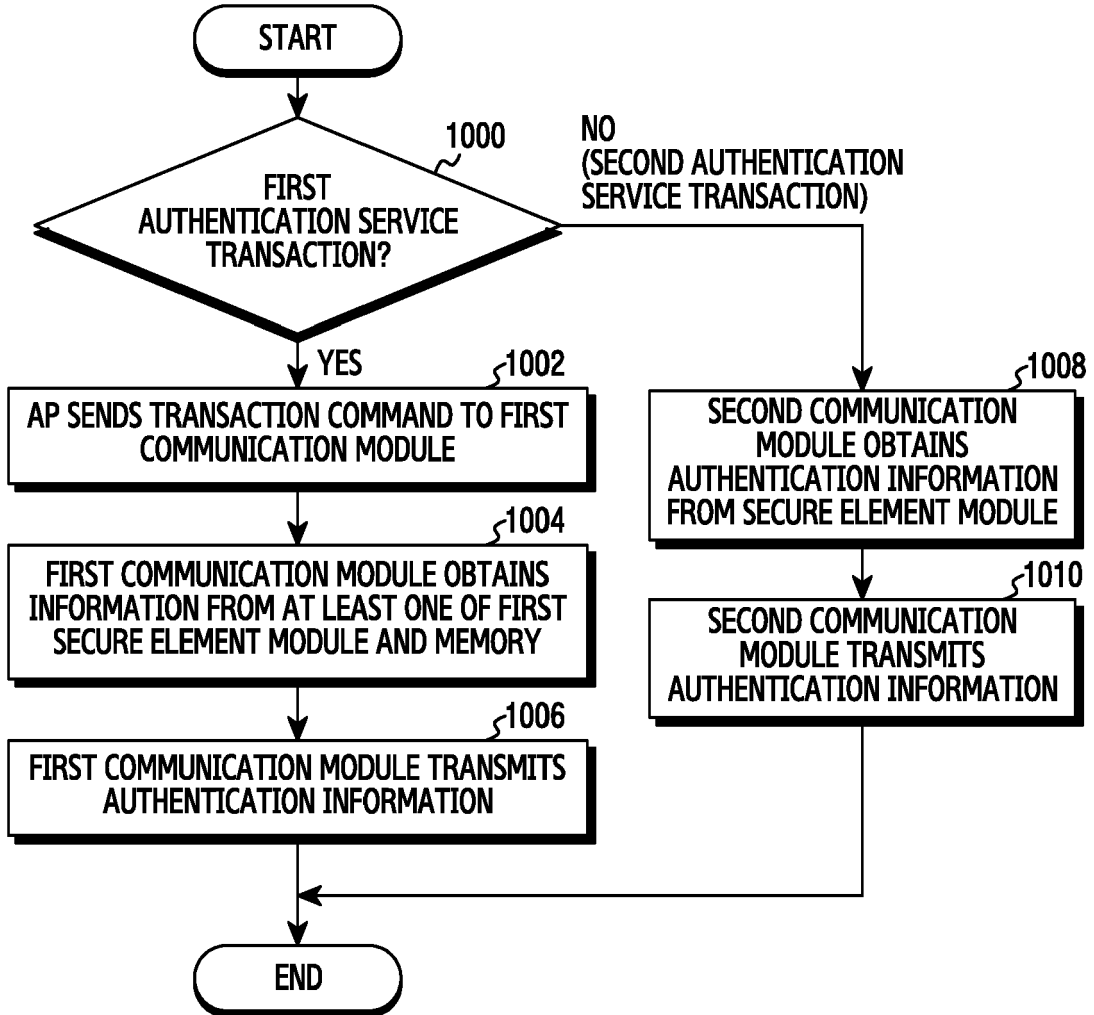 START
1000
FIRST
AUTHENTICATION SERVICE
TRANSACTION?
NO
(SECOND AUTHENTICATION
SERVICE TRANSACTION)
YES
1002
AP SENDS TRANSACTION COMMAND TO FIRST
COMMUNICATION MODULE
1004
FIRST COMMUNICATION MODULE OBTAINS
INFORMATION FROM AT LEAST ONE OF FIRST
SECURE ELEMENT MODULE AND MEMORY
1006
FIRST COMMUNICATION MODULE TRANSMITS
AUTHENTICATION INFORMATION
1008
SECOND COMMUNICATION
MODULE OBTAINS
AUTHENTICATION INFORMATION
FROM SECURE ELEMENT MODULE
1010
SECOND COMMUNICATION
MODULE TRANSMITS
AUTHENTICATION INFORMATION
END